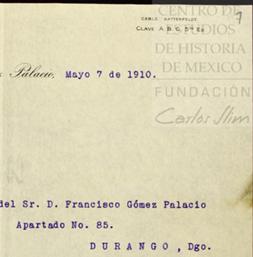 CENTRO DE
ESTUDIOS
DE HISTORIA
DE MEXICO
FUNDACIÓN
Carlos Slim
7
CABLE
CLAVE A. B. C. 5ª Ed
Palacio, Mayo 7 de 1910.
del Sr. D. Francisco Gómez Palacio
Apartado No. 85.
DURANGO, Dgo.